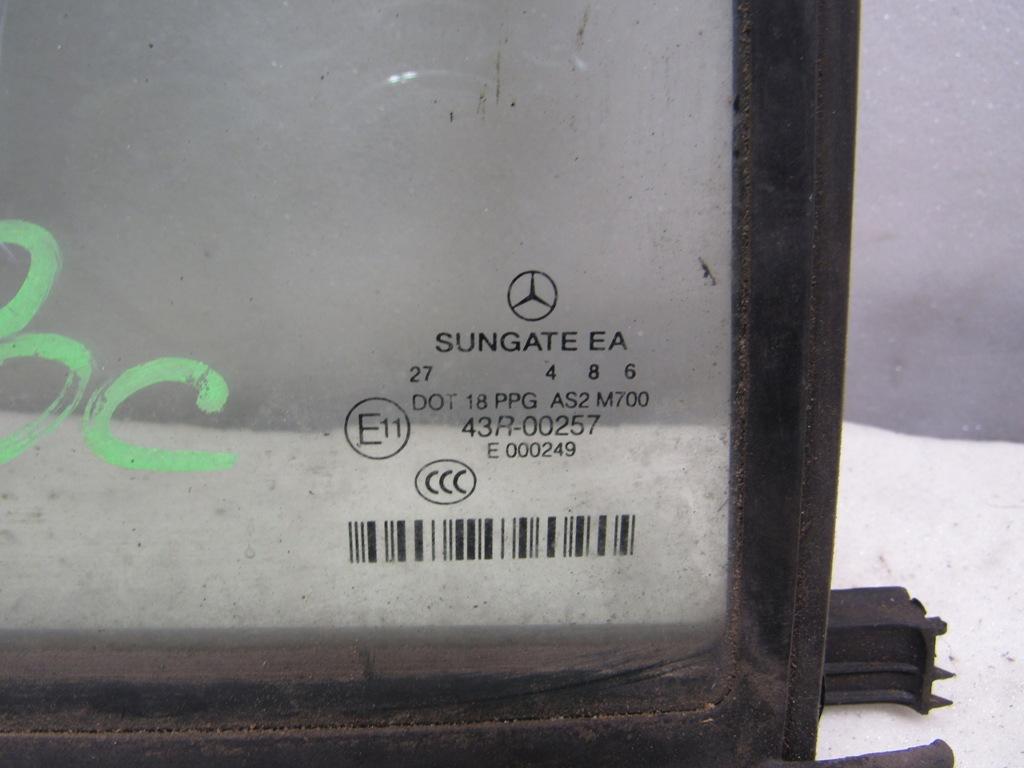 SUNGATE EA
27 4 8 6
DOT 18 PPG AS2 M700
E11 43R-00257
E 000249
CCC